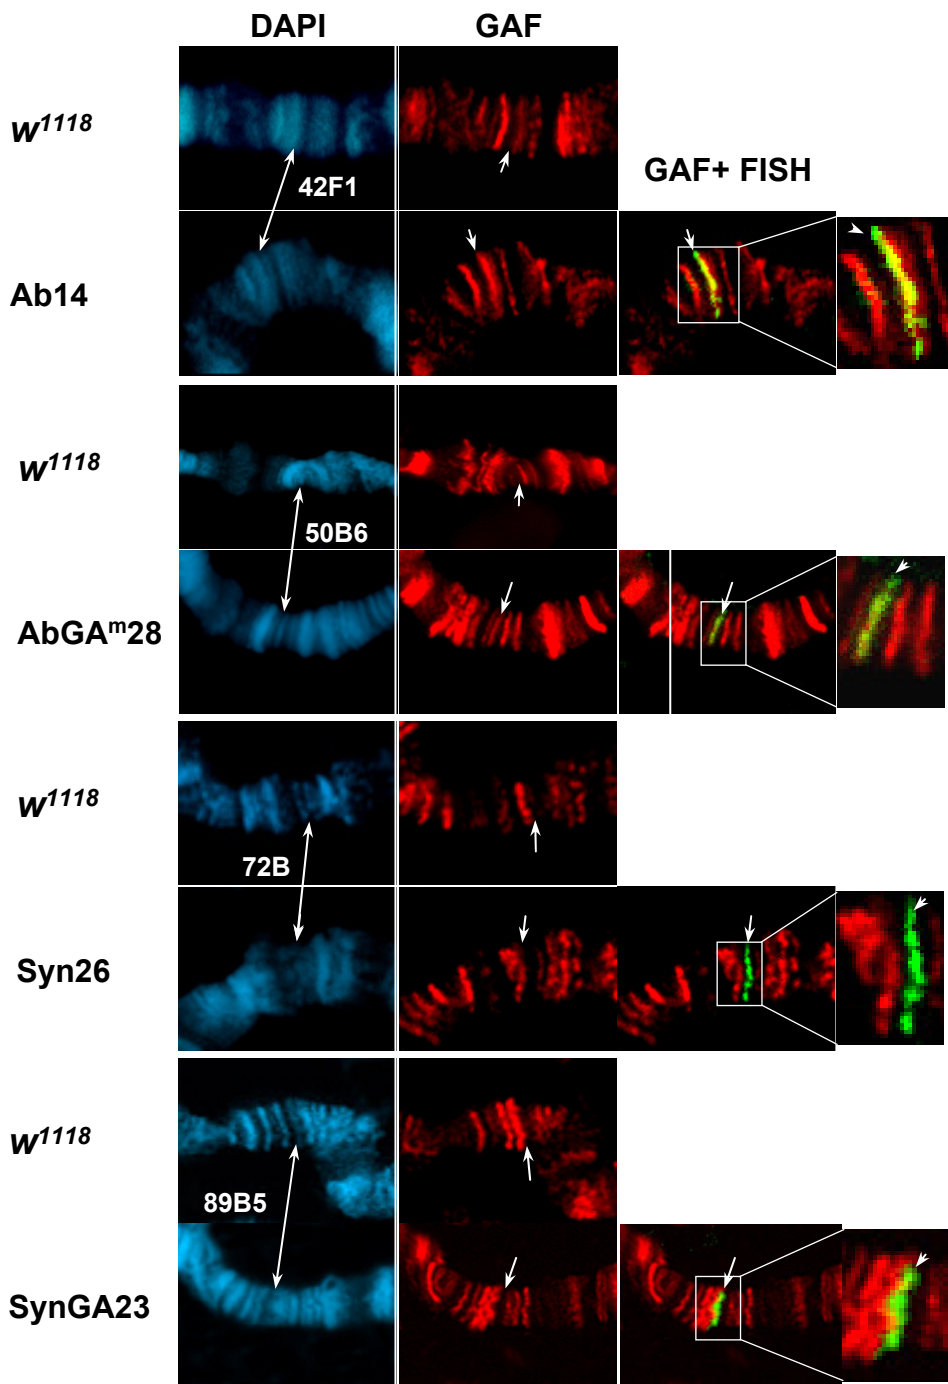 DAPI GAF
w1118
GAF+ FISH
42F1
Ab14
w1118
50B6
AbGAm28
w1118
72B
Syn26
w1118
89B5
SynGA23